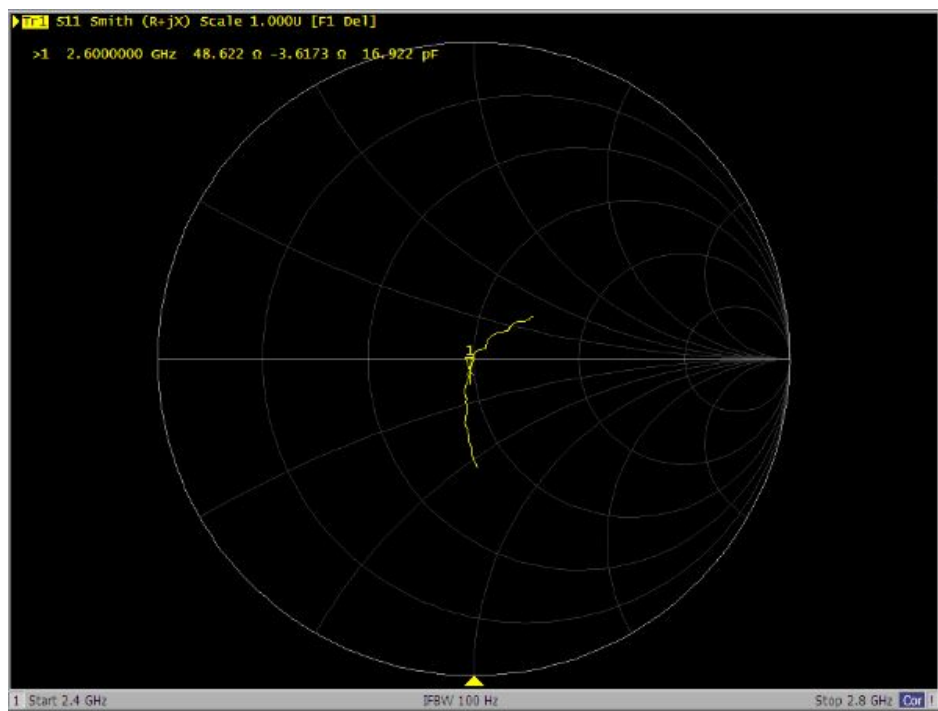 Tr1 S11 Smith (R+jX) Scale 1.000U [F1 Del]
>1 2.6000000 GHz 48.622 Ω -3.6173 Ω 16.922 pF
1
1 Start 2.4 GHz IFBW 100 Hz Stop 2.8 GHz Cor !